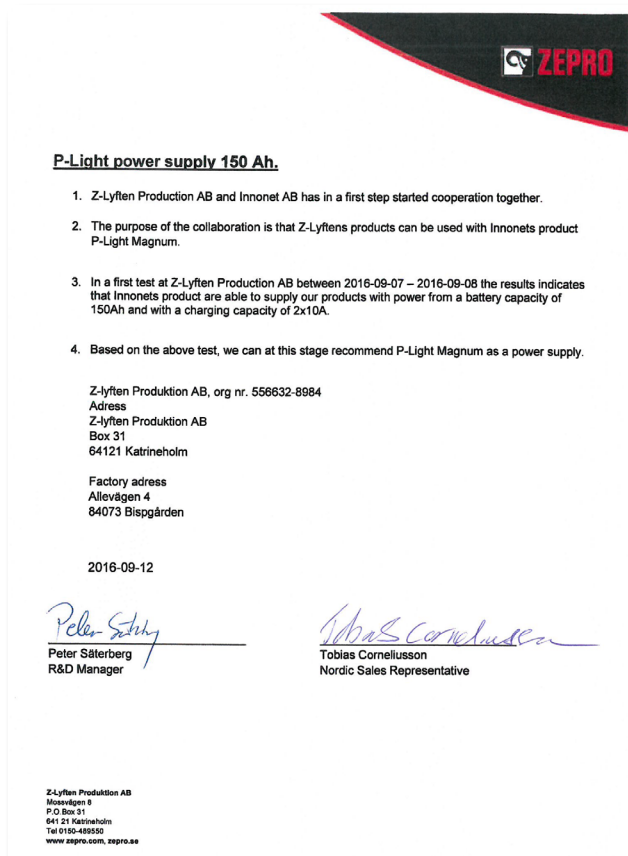 ZEPRO
P-Light power supply 150 Ah.
1. Z-Lyften Production AB and Innonet AB has in a first step started cooperation together.
2. The purpose of the collaboration is that Z-Lyftens products can be used with Innonets product
P-Light Magnum.
3. In a first test at Z-Lyften Production AB between 2016-09-07 – 2016-09-08 the results indicates
that Innonets product are able to supply our products with power from a battery capacity of
150Ah and with a charging capacity of 2x10A.
4. Based on the above test, we can at this stage recommend P-Light Magnum as a power supply.
Z-lyften Produktion AB, org nr. 556632-8984
Adress
Z-lyften Produktion AB
Box 31
64121 Katrineholm
Factory adress
Allevägen 4
84073 Bispgården
2016-09-12
Peter Säterberg
R&D Manager
Tobias Corneliusson
Tobias Corneliusson
Nordic Sales Representative
Z-Lyften Produktion AB
Mossvägen 8
P.O.Box 31
641 21 Katrineholm
Tel 0150-489550
www.zepro.com, zepro.se